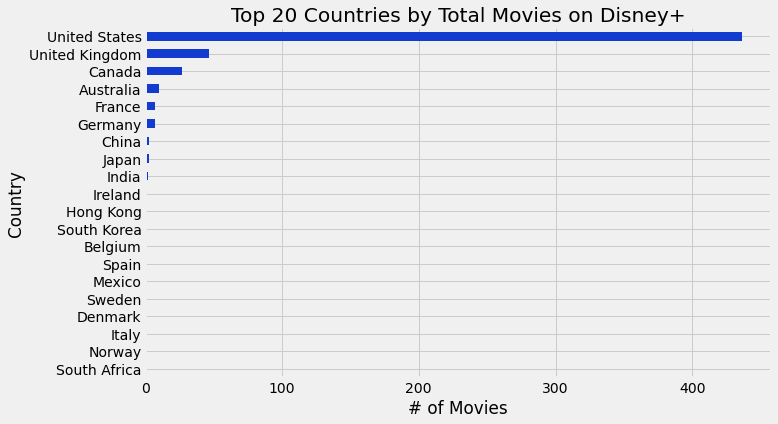 Top 20 Countries by Total Movies on Disney+
United States
United Kingdom
Canada
Australia
France
Germany
China
Japan
India
Ireland
Hong Kong
South Korea
Belgium
Spain
Mexico
Sweden
Denmark
Italy
Norway
South Africa
Country
0 100 200 300 400
# of Movies